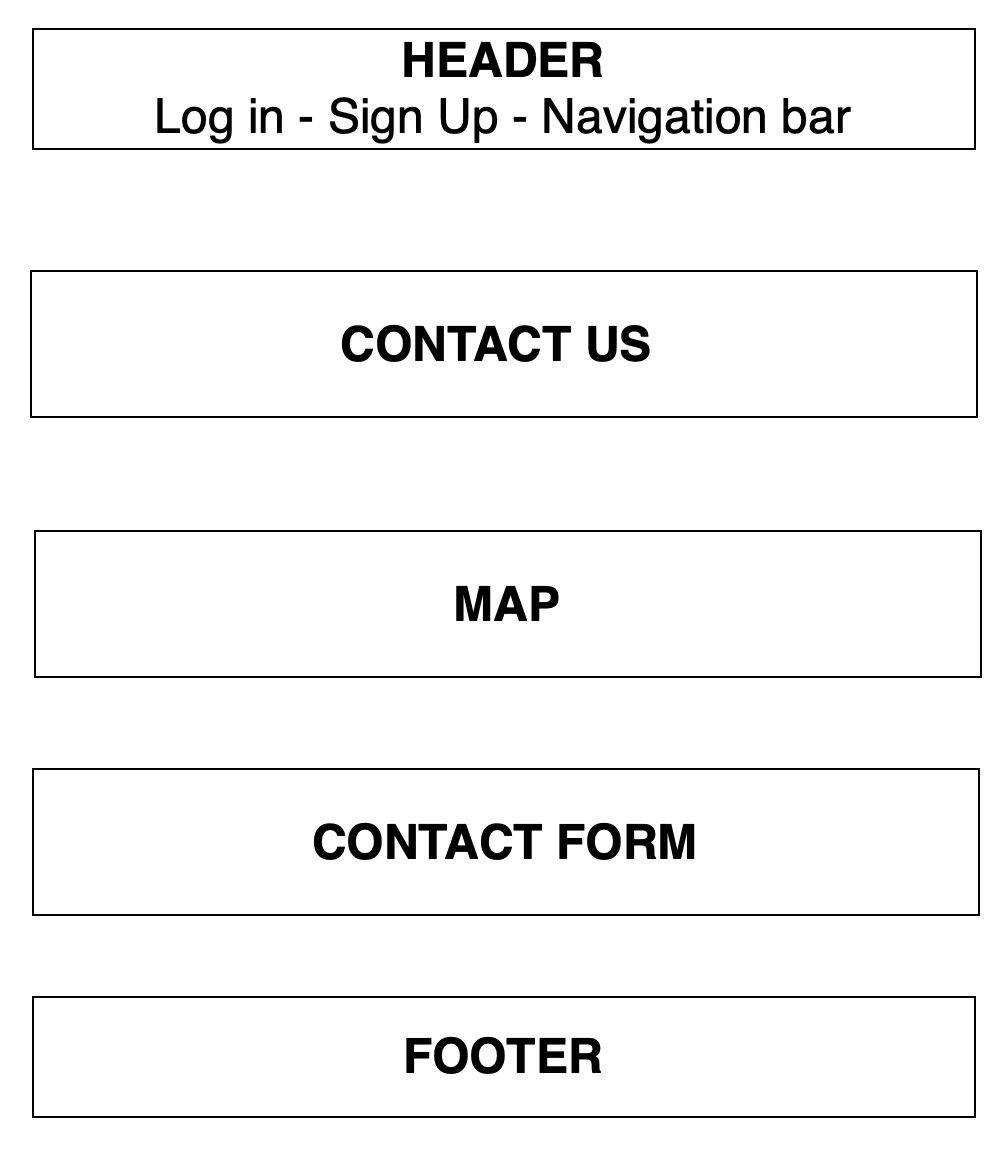 HEADER
Log in - Sign Up - Navigation bar
CONTACT US
MAP
CONTACT FORM
FOOTER